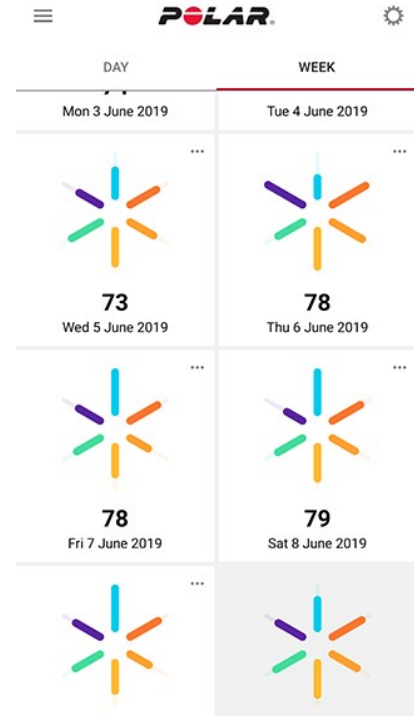 POLAR.
DAY WEEK
Mon 3 June 2019 Tue 4 June 2019
73 78
Wed 5 June 2019 Thu 6 June 2019
78 79
Fri 7 June 2019 Sat 8 June 2019